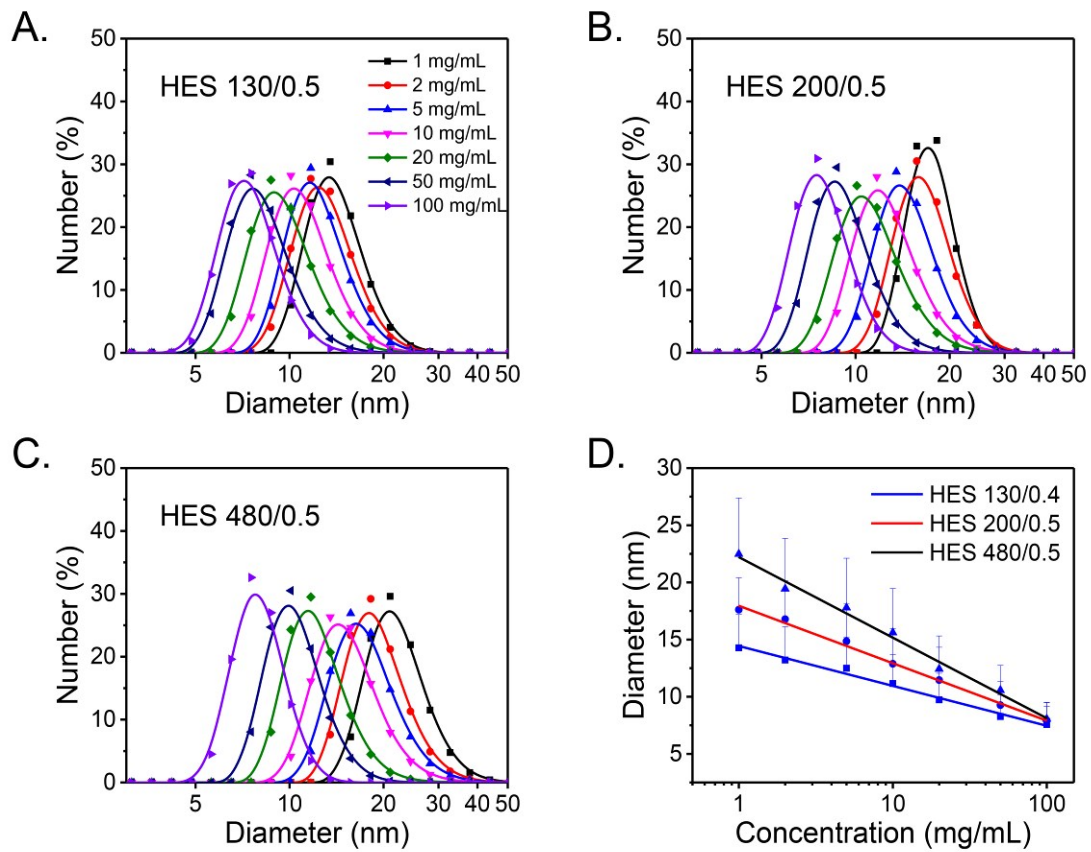 A.
50
40
30
20
10
0
Number (%)
HES 130/0.5
1 mg/mL
2 mg/mL
5 mg/mL
10 mg/mL
20 mg/mL
50 mg/mL
100 mg/mL
5 10 20 30 40 50
Diameter (nm)
B.
50
40
30
20
10
0
Number (%)
HES 200/0.5
5 10 20 30 40 50
Diameter (nm)
C.
50
40
30
20
10
0
Number (%)
HES 480/0.5
5 10 20 30 40 50
Diameter (nm)
D.
30
25
20
15
10
5
Diameter (nm)
HES 130/0.4
HES 200/0.5
HES 480/0.5
1 10 100
Concentration (mg/mL)